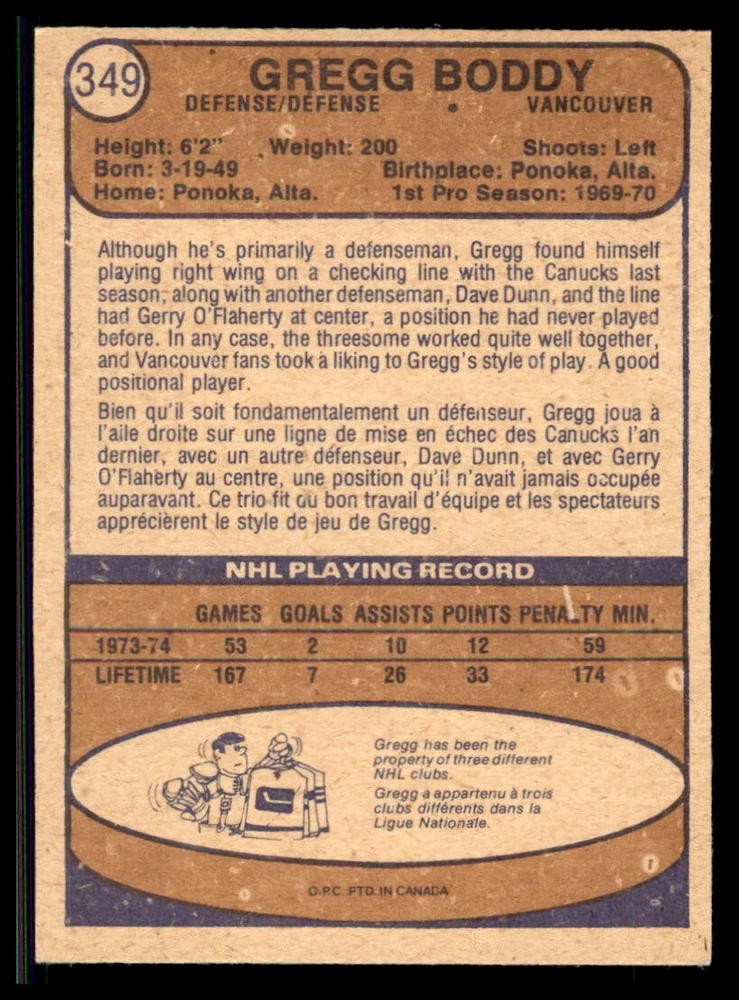 349
GREGG BODDY
DEFENSE/DÉFENSE • VANCOUVER
Height: 6'2" Weight: 200 Shoots: Left
Born: 3-19-49 Birthplace: Ponoka, Alta.
Home: Ponoka, Alta. 1st Pro Season: 1969-70
Although he's primarily a defenseman, Gregg found himself
playing right wing on a checking line with the Canucks last
season, along with another defenseman, Dave Dunn, and the line
had Gerry O'Flaherty at center, a position he had never played
before. In any case, the threesome worked quite well together,
and Vancouver fans took a liking to Gregg's style of play. A good
positional player.
Bien qu'il soit fondamentalement un défenseur, Gregg joua à
l'aile droite sur une ligne de mise en échec des Canucks l'an
dernier, avec un autre défenseur, Dave Dunn, et avec Gerry
O'Flaherty au centre, une position qu'il n'avait jamais occupée
auparavant. Ce trio fit du bon travail d'équipe et les spectateurs
apprécièrent le style de jeu de Gregg.
NHL PLAYING RECORD
GAMES GOALS ASSISTS POINTS PENALTY MIN.
1973-74 53 2 10 12 59
LIFETIME 167 7 26 33 174
Gregg has been the
property of three different
NHL clubs.
Gregg a appartenu à trois
clubs différents dans la
Ligue Nationale.
O.P.C. PTD. IN CANADA